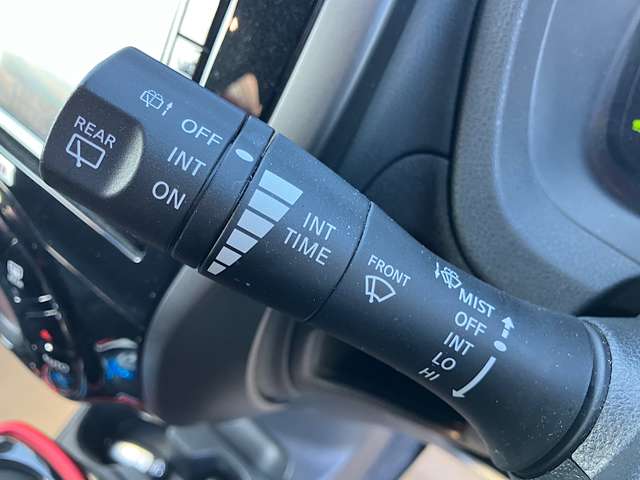 REAR
OFF
INT
ON
INT
TIME
FRONT
MIST
OFF
INT
LO
HI